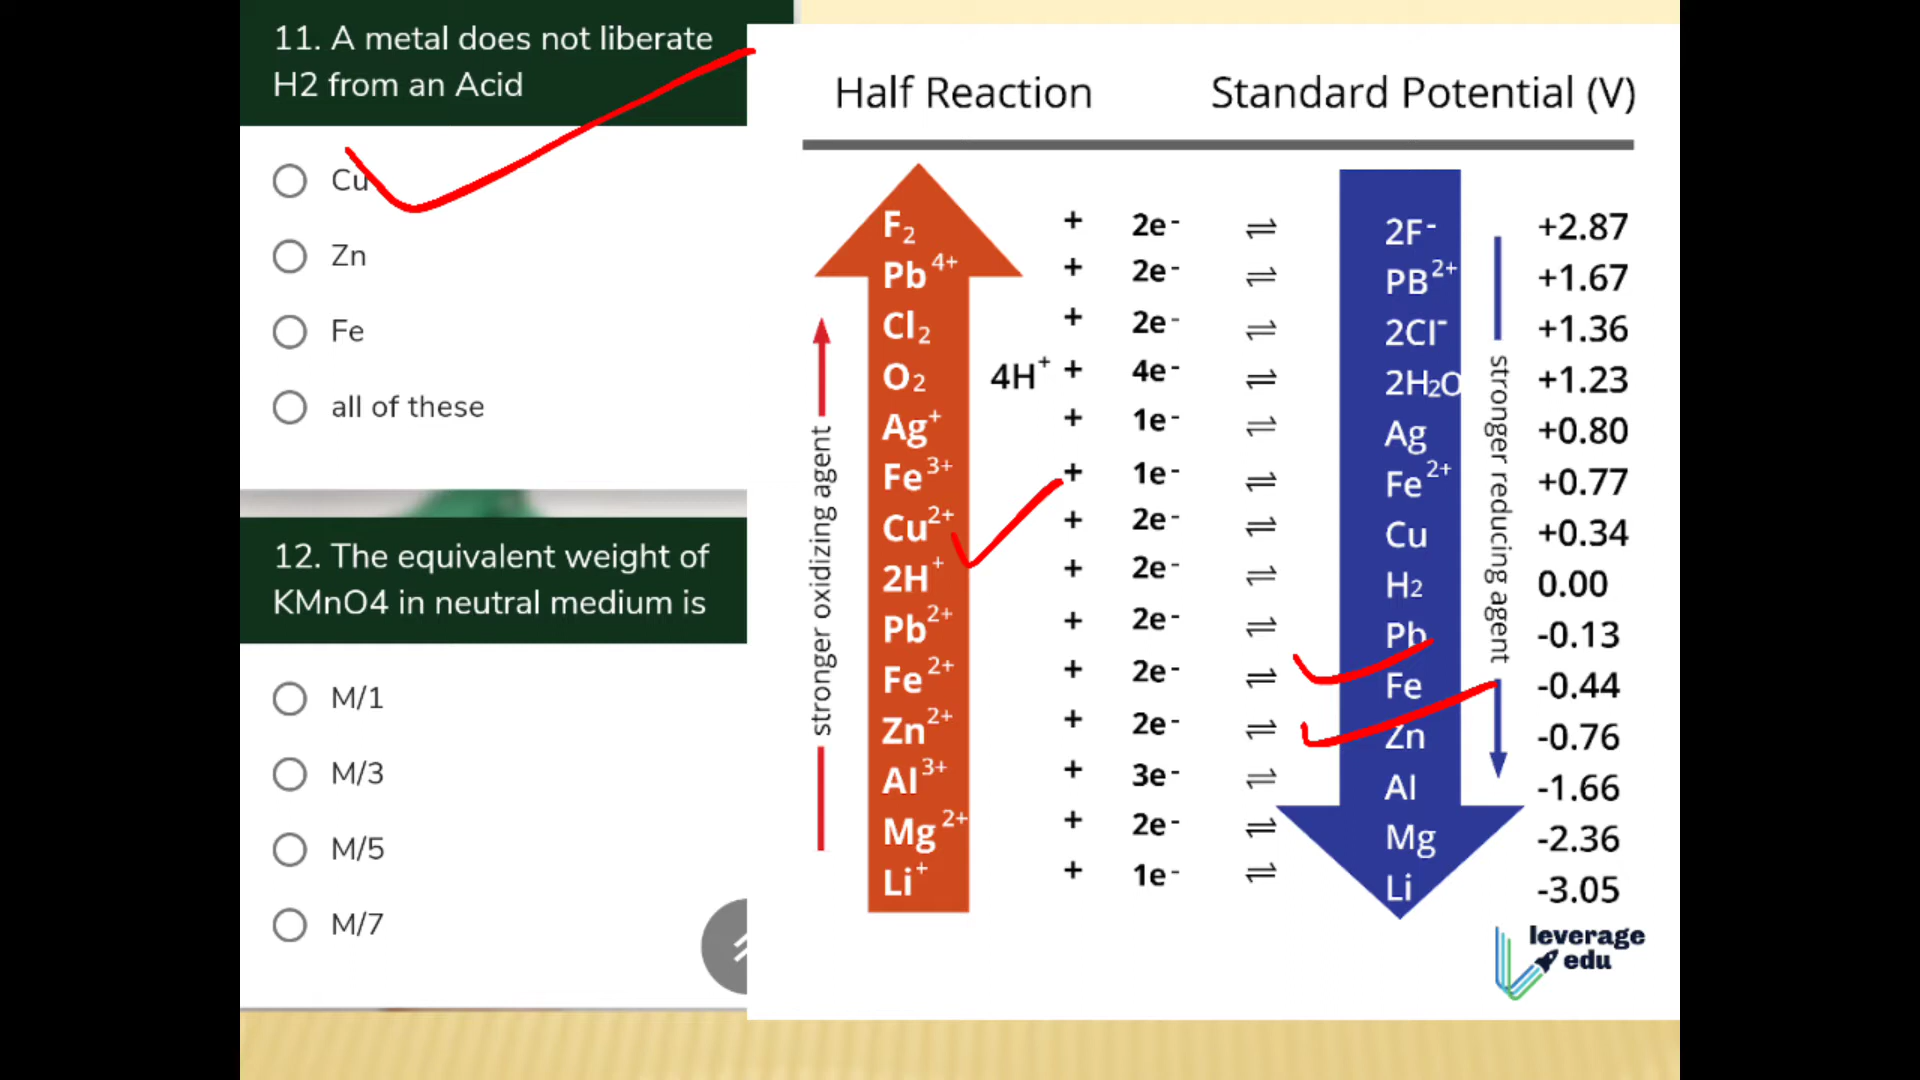 11. A metal does not liberate
H2 from an Acid
Cu
Zn
Fe
all of these
12. The equivalent weight of
KMnO4 in neutral medium is
M/1
M/3
M/5
M/7
Half Reaction Standard Potential (V)
stronger oxidizing agent
stronger reducing agent
F₂ + 2e⁻ ⇌ 2F⁻ +2.87
Pb⁴⁺ + 2e⁻ ⇌ PB²⁺ +1.67
Cl₂ + 2e⁻ ⇌ 2Cl⁻ +1.36
O₂ 4H⁺ + 4e⁻ ⇌ 2H₂O +1.23
Ag⁺ + 1e⁻ ⇌ Ag +0.80
Fe³⁺ + 1e⁻ ⇌ Fe²⁺ +0.77
Cu²⁺ + 2e⁻ ⇌ Cu +0.34
2H⁺ + 2e⁻ ⇌ H₂ 0.00
Pb²⁺ + 2e⁻ ⇌ Pb -0.13
Fe²⁺ + 2e⁻ ⇌ Fe -0.44
Zn²⁺ + 2e⁻ ⇌ Zn -0.76
Al³⁺ + 3e⁻ ⇌ Al -1.66
Mg²⁺ + 2e⁻ ⇌ Mg -2.36
Li⁺ + 1e⁻ ⇌ Li -3.05
leverage
edu